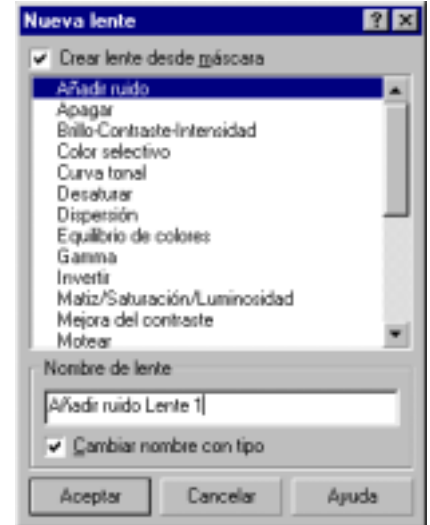 Nueva lente
Crear lente desde máscara
Añadir ruido
Apagar
Brillo-Contraste-Intensidad
Color selectivo
Curva tonal
Desaturar
Dispersión
Equilibrio de colores
Gamma
Invertir
Matiz/Saturación/Luminosidad
Mejora del contraste
Motear
Nombre de lente
Añadir ruido Lente 1
Cambiar nombre con tipo
Aceptar Cancelar Ayuda